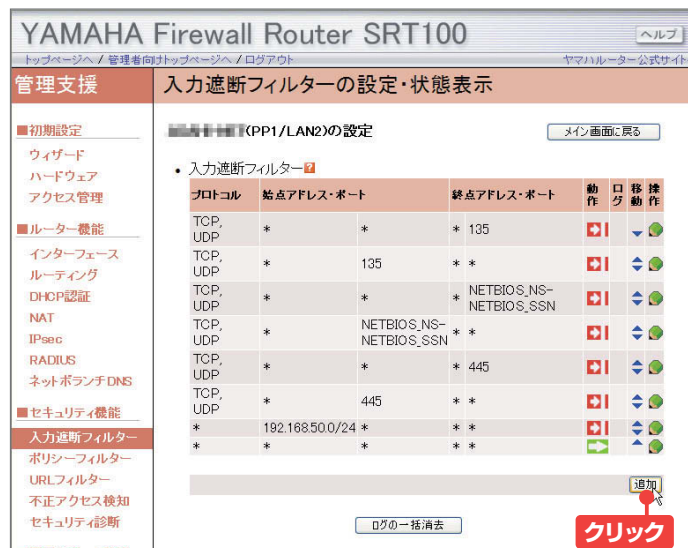 YAMAHA Firewall Router SRT100
ヘルプ
トップページへ / 管理者向けトップページへ / ログアウト
ヤマハルーター公式サイト
管理支援
入力遮断フィルターの設定・状態表示
■初期設定
ウィザード
ハードウェア
アクセス管理
■ルーター機能
インターフェース
ルーティング
DHCP認証
NAT
IPsec
RADIUS
ネットボランチDNS
■セキュリティ機能
入力遮断フィルター
ポリシーフィルター
URLフィルター
不正アクセス検知
セキュリティ診断
(PP1/LAN2)の設定
メイン画面に戻る
• 入力遮断フィルター?
プロトコル 始点アドレス・ポート 終点アドレス・ポート 動作 ログ 移動 操作
TCP, UDP * * * 135
TCP, UDP * 135 * *
TCP, UDP * * * NETBIOS_NS-NETBIOS_SSN
TCP, UDP * NETBIOS_NS-NETBIOS_SSN * *
TCP, UDP * * * 445
TCP, UDP * 445 * *
* 192.168.50.0/24 * * *
* * * * *
追加
ログの一括消去
クリック